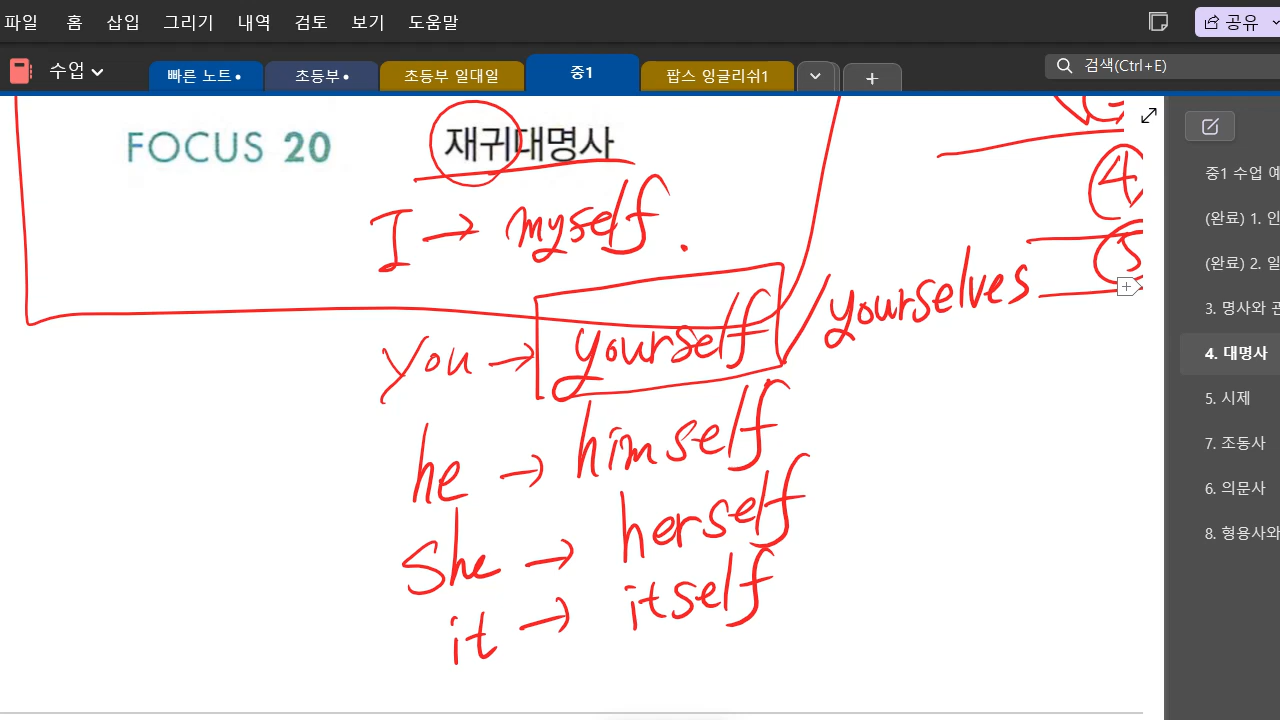 파일 홈 삽입 그리기 내역 검토 보기 도움말 공유
수업 빠른 노트 초등부 초등부 일대일 중1 팝스 잉글리쉬1 + 검색(Ctrl+E)
FOCUS 20 재귀대명사
I → myself.
you → yourself / yourselves
he → himself
she → herself
it → itself
4
5
중1 수업
(완료) 1.
(완료) 2.
3. 명사와
4. 대명사
5. 시제
7. 조동사
6. 의문사
8. 형용사와